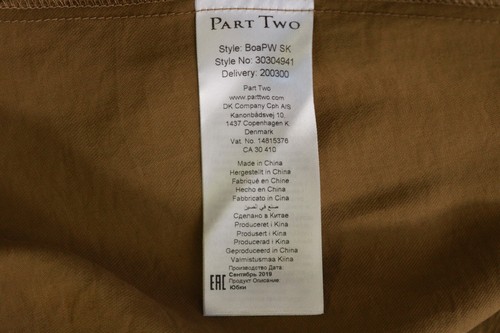 PART TWO
Style: BoaPW SK
Style No: 30304941
Delivery: 200300
Part Two
www.parttwo.com
DK Company Cph A/S
Kanonbådsvej 10.
1437 Copenhagen K.
Denmark
Vat. No. 14815376
CA 30 410
Made in China
Hergestellt in China
Fabriqué en Chine
Hecho en China
Fabbricato in Cina
صنع في الصين
Сделано в Китае
Produceret i Kina
Produsert i Kina
Producerad i Kina
Geproduceerd in China
Valmistusmaa Kiina
Производство Дата:
Сентябрь 2019
Продукт Описание:
Юбки
EAC